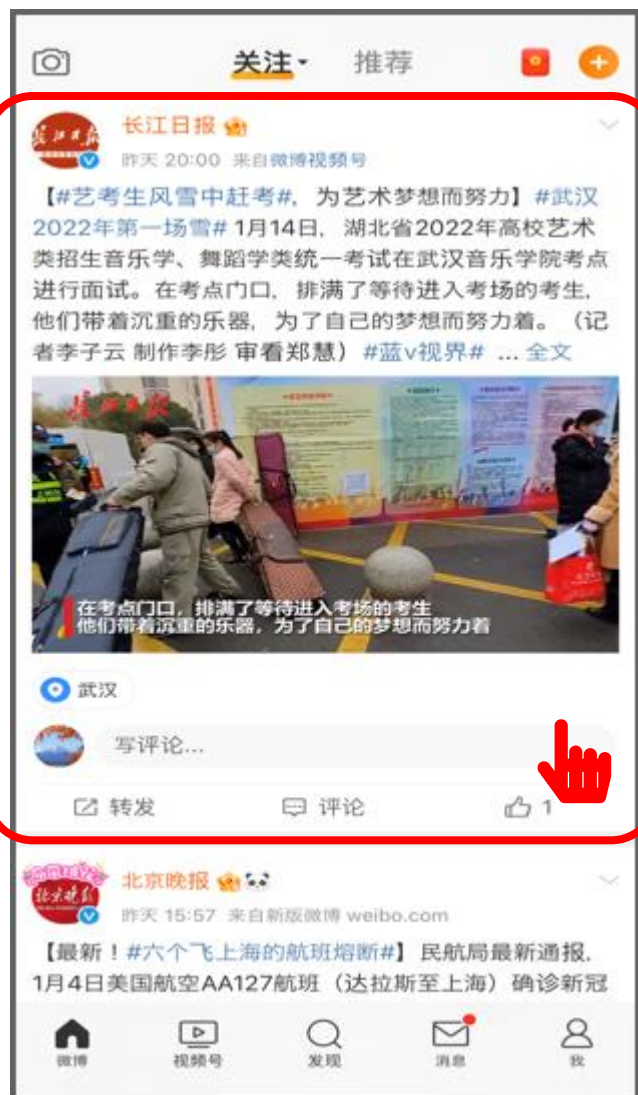 关注 推荐
长江日报
长江日报
昨天 20:00 来自微博视频号
【#艺考生风雪中赶考#，为艺术梦想而努力】#武汉
2022年第一场雪# 1月14日，湖北省2022年高校艺术
类招生音乐学、舞蹈学类统一考试在武汉音乐学院考点
进行面试。在考点门口，排满了等待进入考场的考生，
他们带着沉重的乐器，为了自己的梦想而努力着。（记
者李子云 制作李彤 审看郑慧）#蓝v视界# ... 全文
长江日报
在考点门口，排满了等待进入考场的考生
他们带着沉重的乐器，为了自己的梦想而努力着
武汉
写评论...
转发 评论 1
北京晚报
北京晚报
昨天 15:57 来自新版微博 weibo.com
【最新！#六个飞上海的航班熔断#】民航局最新通报，
1月4日美国航空AA127航班（达拉斯至上海）确诊新冠
微博 视频号 发现 消息 我